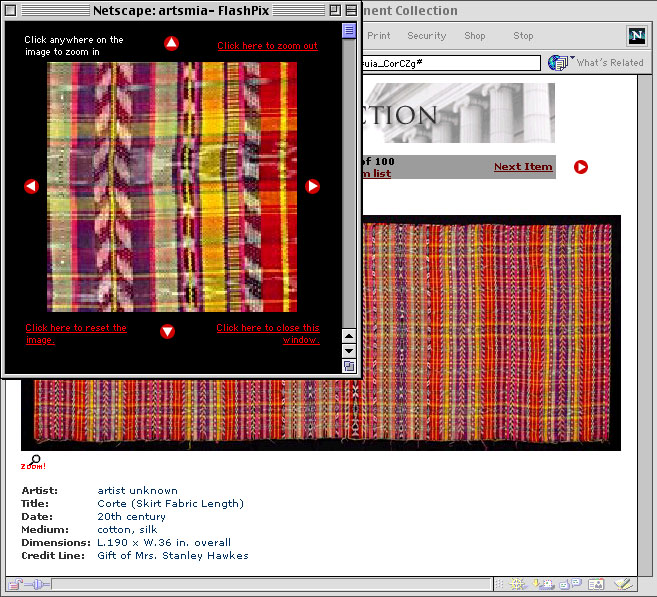 Netscape: artsmia- FlashPix
Click anywhere on the
image to zoom in
Click here to zoom out
Click here to reset the
image.
Click here to close this
window.
nent Collection
Print Security Shop Stop
N
uia_CorCZg#
What's Related
CTION
of 100
m list
Next Item
zoom!
Artist: artist unknown
Title: Corte (Skirt Fabric Length)
Date: 20th century
Medium: cotton, silk
Dimensions: L.190 x W.36 in. overall
Credit Line: Gift of Mrs. Stanley Hawkes